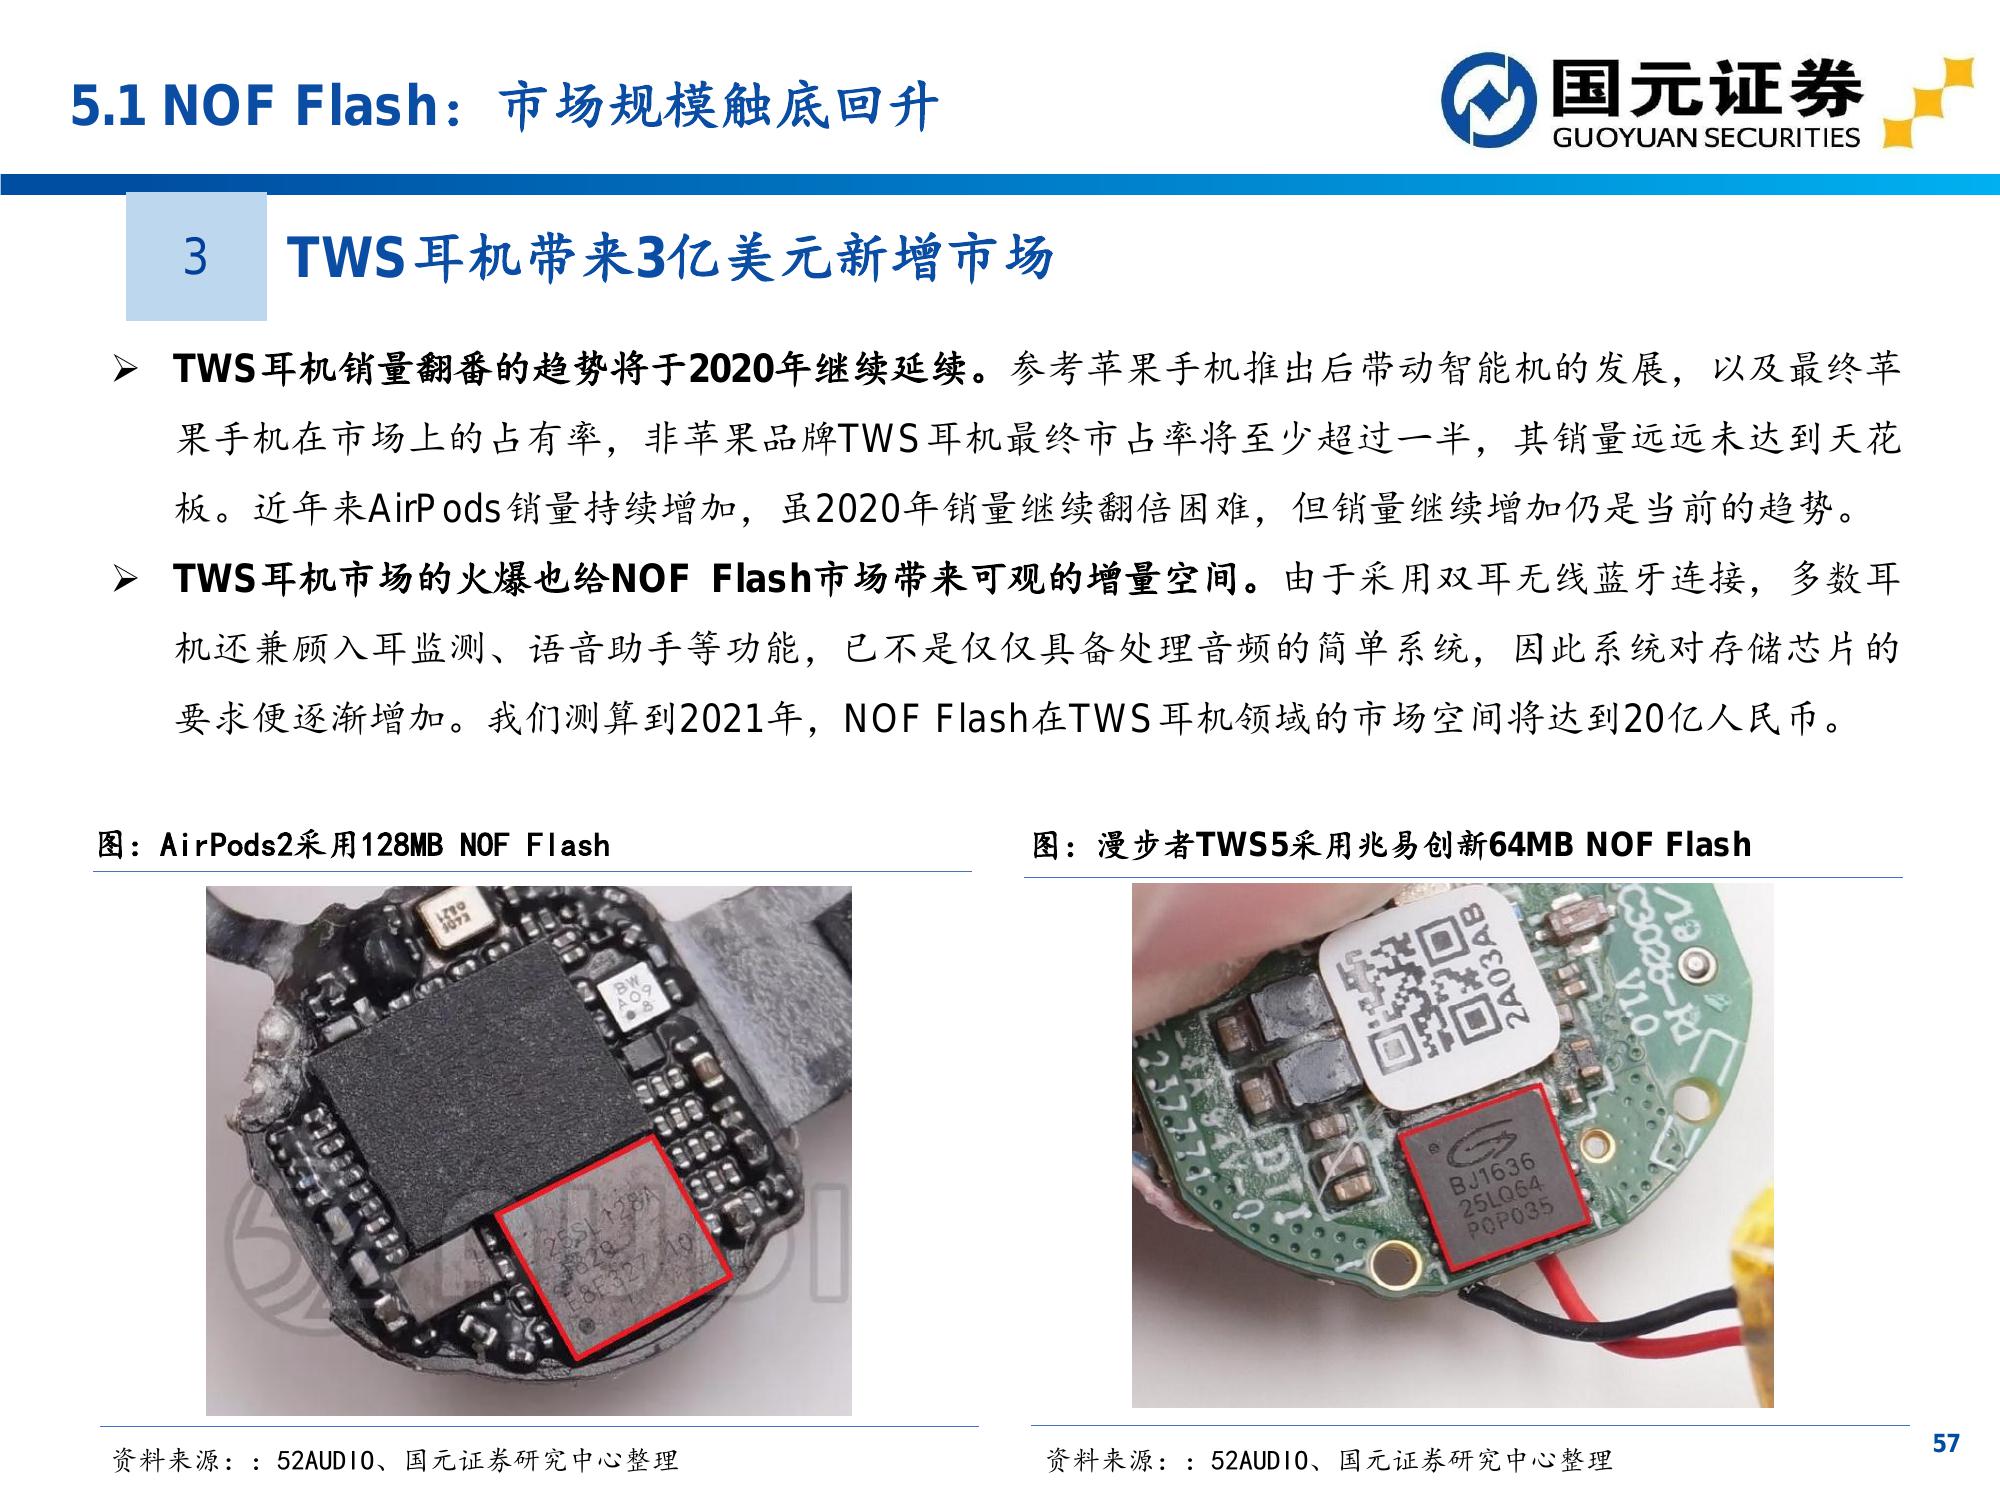 5.1 NOF Flash：市场规模触底回升
国元证券
GUOYUAN SECURITIES
3
TWS耳机带来3亿美元新增市场
➢ TWS耳机销量翻番的趋势将于2020年继续延续。参考苹果手机推出后带动智能机的发展，以及最终苹
果手机在市场上的占有率，非苹果品牌TWS耳机最终市占率将至少超过一半，其销量远远未达到天花
板。近年来AirPods销量持续增加，虽2020年销量继续翻倍困难，但销量继续增加仍是当前的趋势。
➢ TWS耳机市场的火爆也给NOF Flash市场带来可观的增量空间。由于采用双耳无线蓝牙连接，多数耳
机还兼顾入耳监测、语音助手等功能，已不是仅仅具备处理音频的简单系统，因此系统对存储芯片的
要求便逐渐增加。我们测算到2021年，NOF Flash在TWS耳机领域的市场空间将达到20亿人民币。
图：AirPods2采用128MB NOF Flash
BW
A09
8
25SL128A
E8F327
52AUDI
资料来源：：52AUDIO、国元证券研究中心整理
图：漫步者TWS5采用兆易创新64MB NOF Flash
2A03AB
V1.0
94V-0
BJ1636
25LQ64
P0P035
资料来源：：52AUDIO、国元证券研究中心整理
57